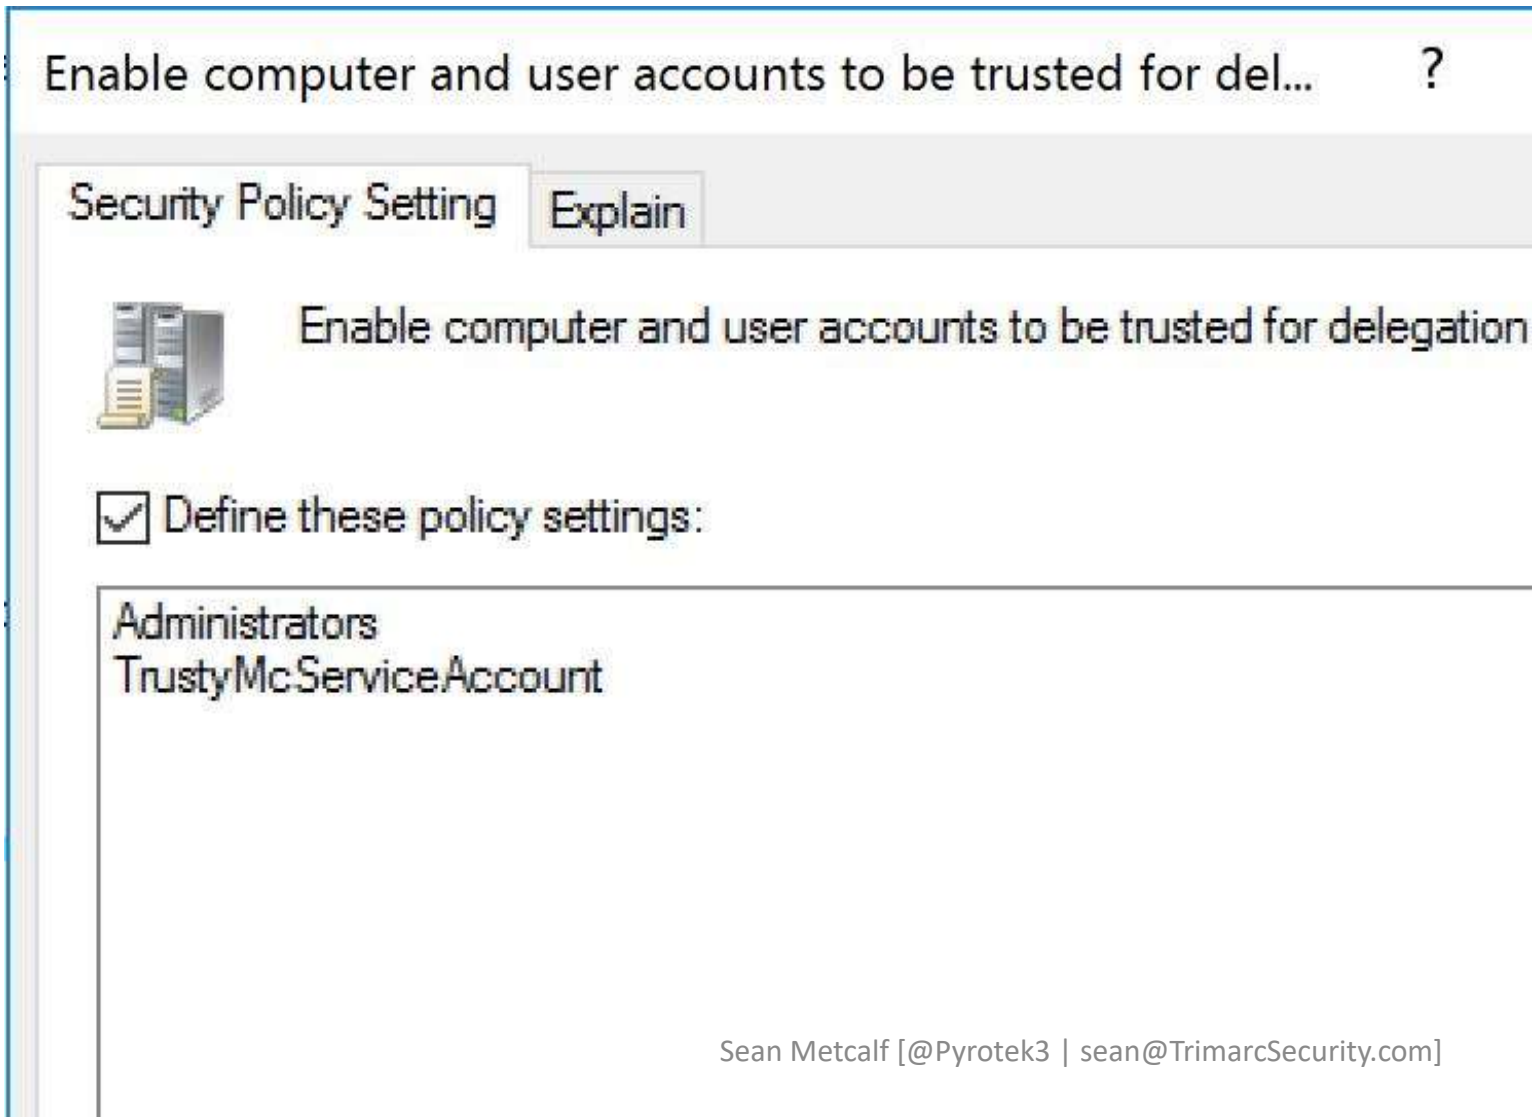 Enable computer and user accounts to be trusted for del... ?
Security Policy Setting Explain
Enable computer and user accounts to be trusted for delegation
Define these policy settings:
Administrators
TrustyMcServiceAccount
Sean Metcalf [@Pyrotek3 | sean@TrimarcSecurity.com]